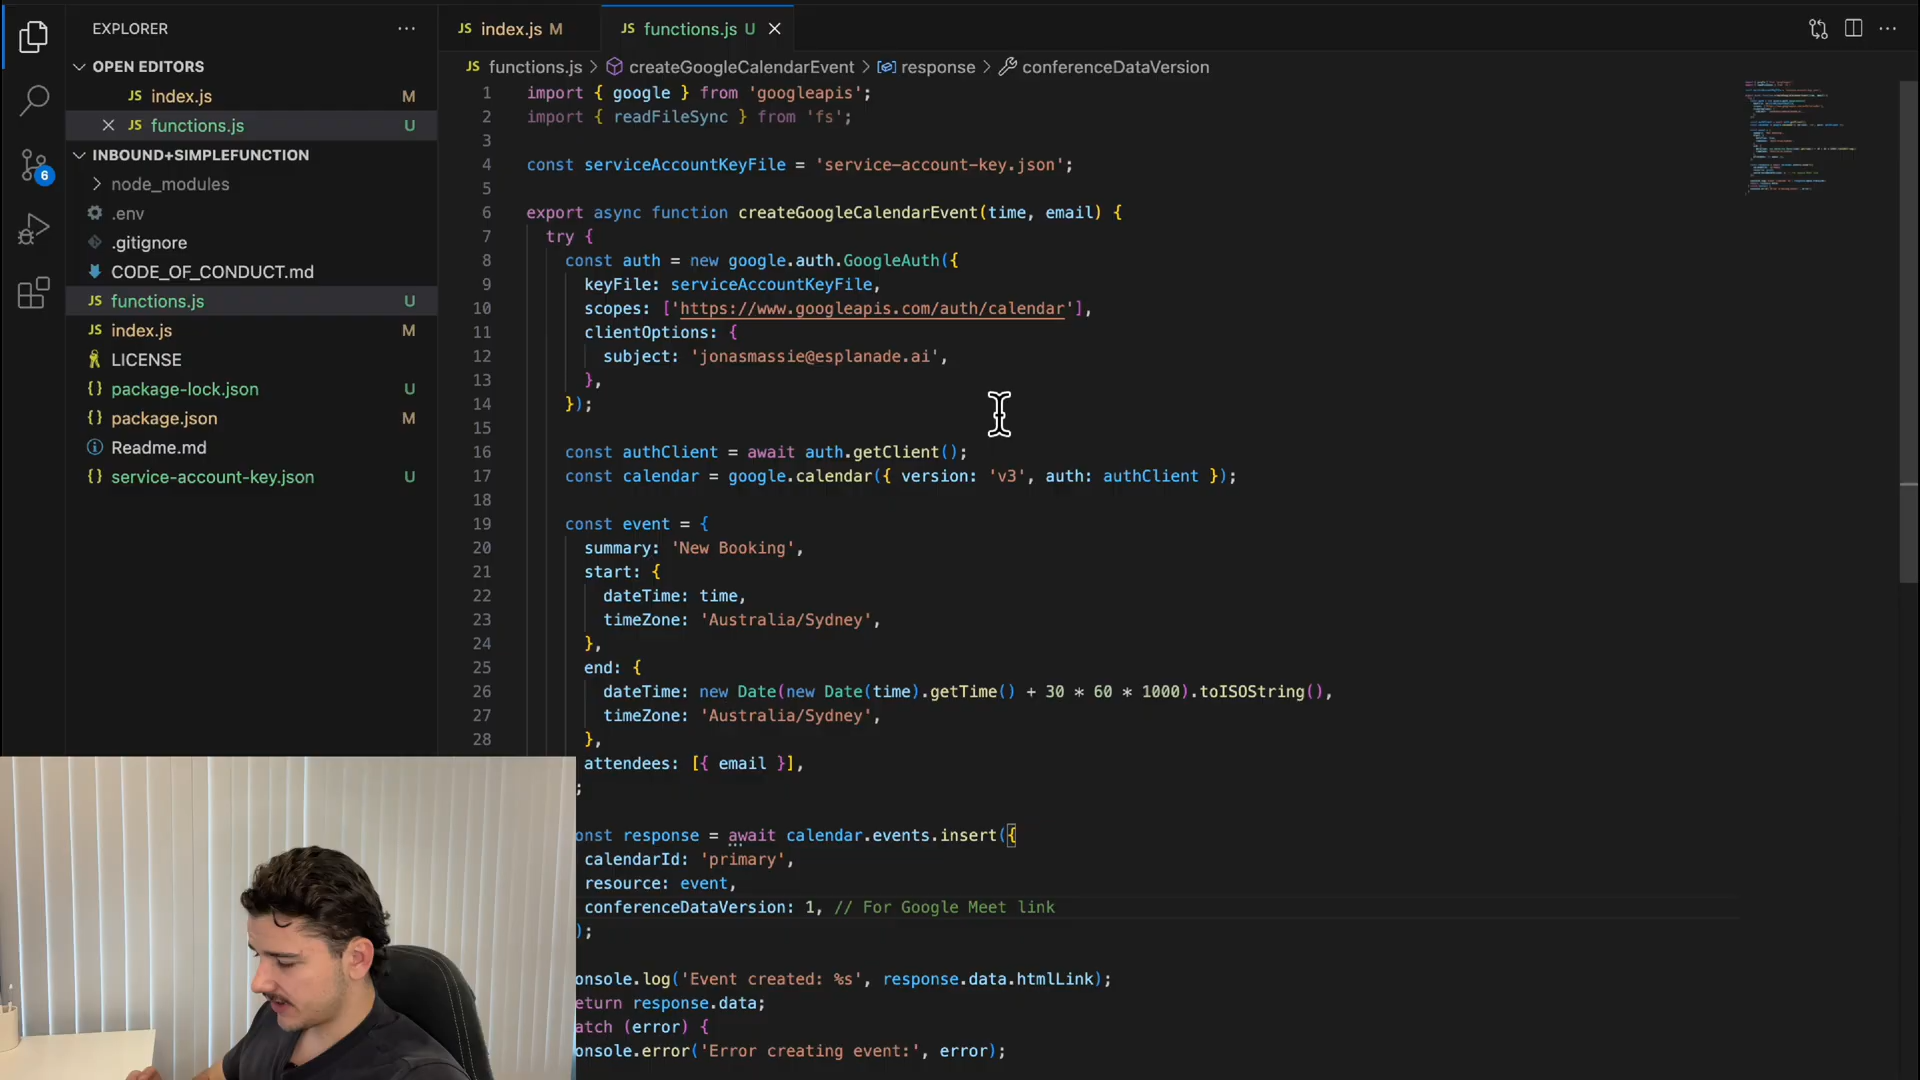 EXPLORER
OPEN EDITORS
JS index.js M
JS functions.js U
INBOUND+SIMPLEFUNCTION
node_modules
.env
.gitignore
CODE_OF_CONDUCT.md
JS functions.js U
JS index.js M
LICENSE
{} package-lock.json U
{} package.json M
Readme.md
{} service-account-key.json U
6
JS index.js M
JS functions.js U
JS functions.js > createGoogleCalendarEvent > response > conferenceDataVersion
1 import { google } from 'googleapis';
2 import { readFileSync } from 'fs';
3
4 const serviceAccountKeyFile = 'service-account-key.json';
5
6 export async function createGoogleCalendarEvent(time, email) {
7 try {
8 const auth = new google.auth.GoogleAuth({
9 keyFile: serviceAccountKeyFile,
10 scopes: ['https://www.googleapis.com/auth/calendar'],
11 clientOptions: {
12 subject: 'jonasmassie@esplanade.ai',
13 },
14 });
15
16 const authClient = await auth.getClient();
17 const calendar = google.calendar({ version: 'v3', auth: authClient });
18
19 const event = {
20 summary: 'New Booking',
21 start: {
22 dateTime: time,
23 timeZone: 'Australia/Sydney',
24 },
25 end: {
26 dateTime: new Date(new Date(time).getTime() + 30 * 60 * 1000).toISOString(),
27 timeZone: 'Australia/Sydney',
28 },
attendees: [{ email }],
;
onst response = await calendar.events.insert({
calendarId: 'primary',
resource: event,
conferenceDataVersion: 1, // For Google Meet link
);
onsole.log('Event created: %s', response.data.htmlLink);
eturn response.data;
atch (error) {
onsole.error('Error creating event:', error);